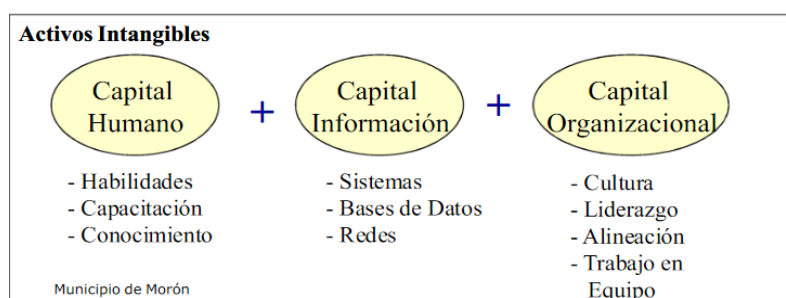 Activos Intangibles
Capital
Humano
+
Capital
Información
+
Capital
Organizacional
- Habilidades
- Capacitación
- Conocimiento
- Sistemas
- Bases de Datos
- Redes
- Cultura
- Liderazgo
- Alineación
- Trabajo en
Equipo
Municipio de Morón